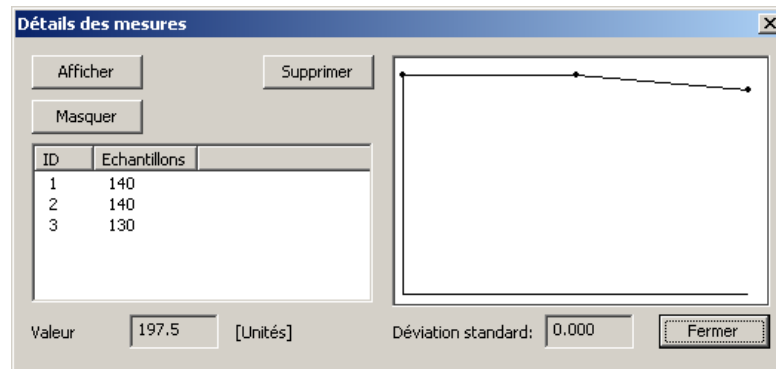 Détails des mesures
Afficher
Supprimer
Masquer
ID Echantillons
1 140
2 140
3 130
Valeur 197.5 [Unités]
Déviation standard: 0.000
Fermer